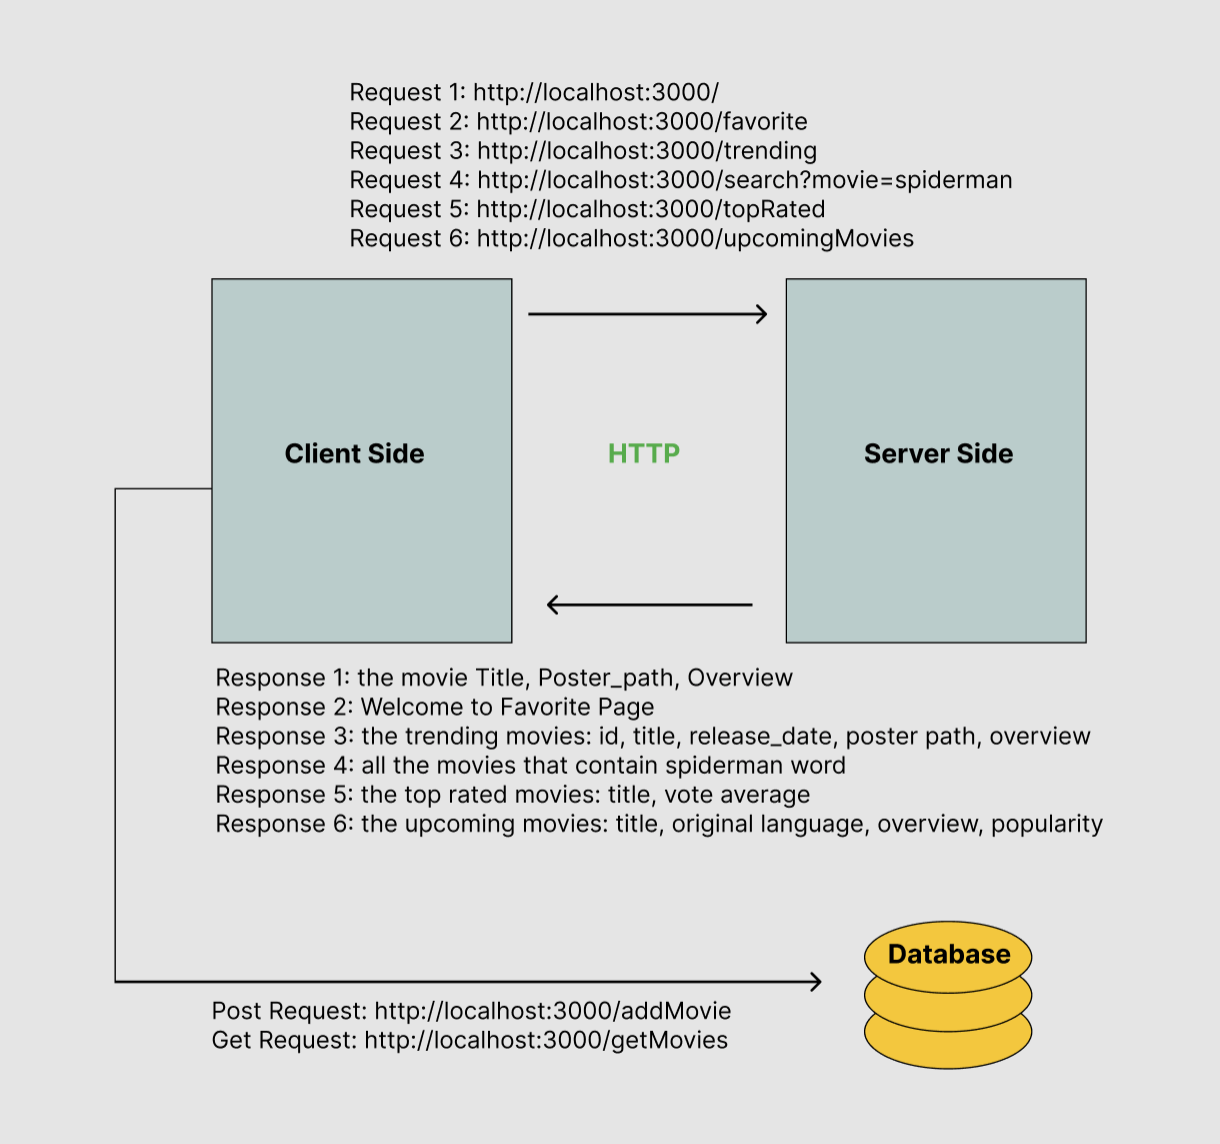 Request 1: http://localhost:3000/
Request 2: http://localhost:3000/favorite
Request 3: http://localhost:3000/trending
Request 4: http://localhost:3000/search?movie=spiderman
Request 5: http://localhost:3000/topRated
Request 6: http://localhost:3000/upcomingMovies
Client Side
HTTP
Server Side
Response 1: the movie Title, Poster_path, Overview
Response 2: Welcome to Favorite Page
Response 3: the trending movies: id, title, release_date, poster path, overview
Response 4: all the movies that contain spiderman word
Response 5: the top rated movies: title, vote average
Response 6: the upcoming movies: title, original language, overview, popularity
Database
Post Request: http://localhost:3000/addMovie
Get Request: http://localhost:3000/getMovies